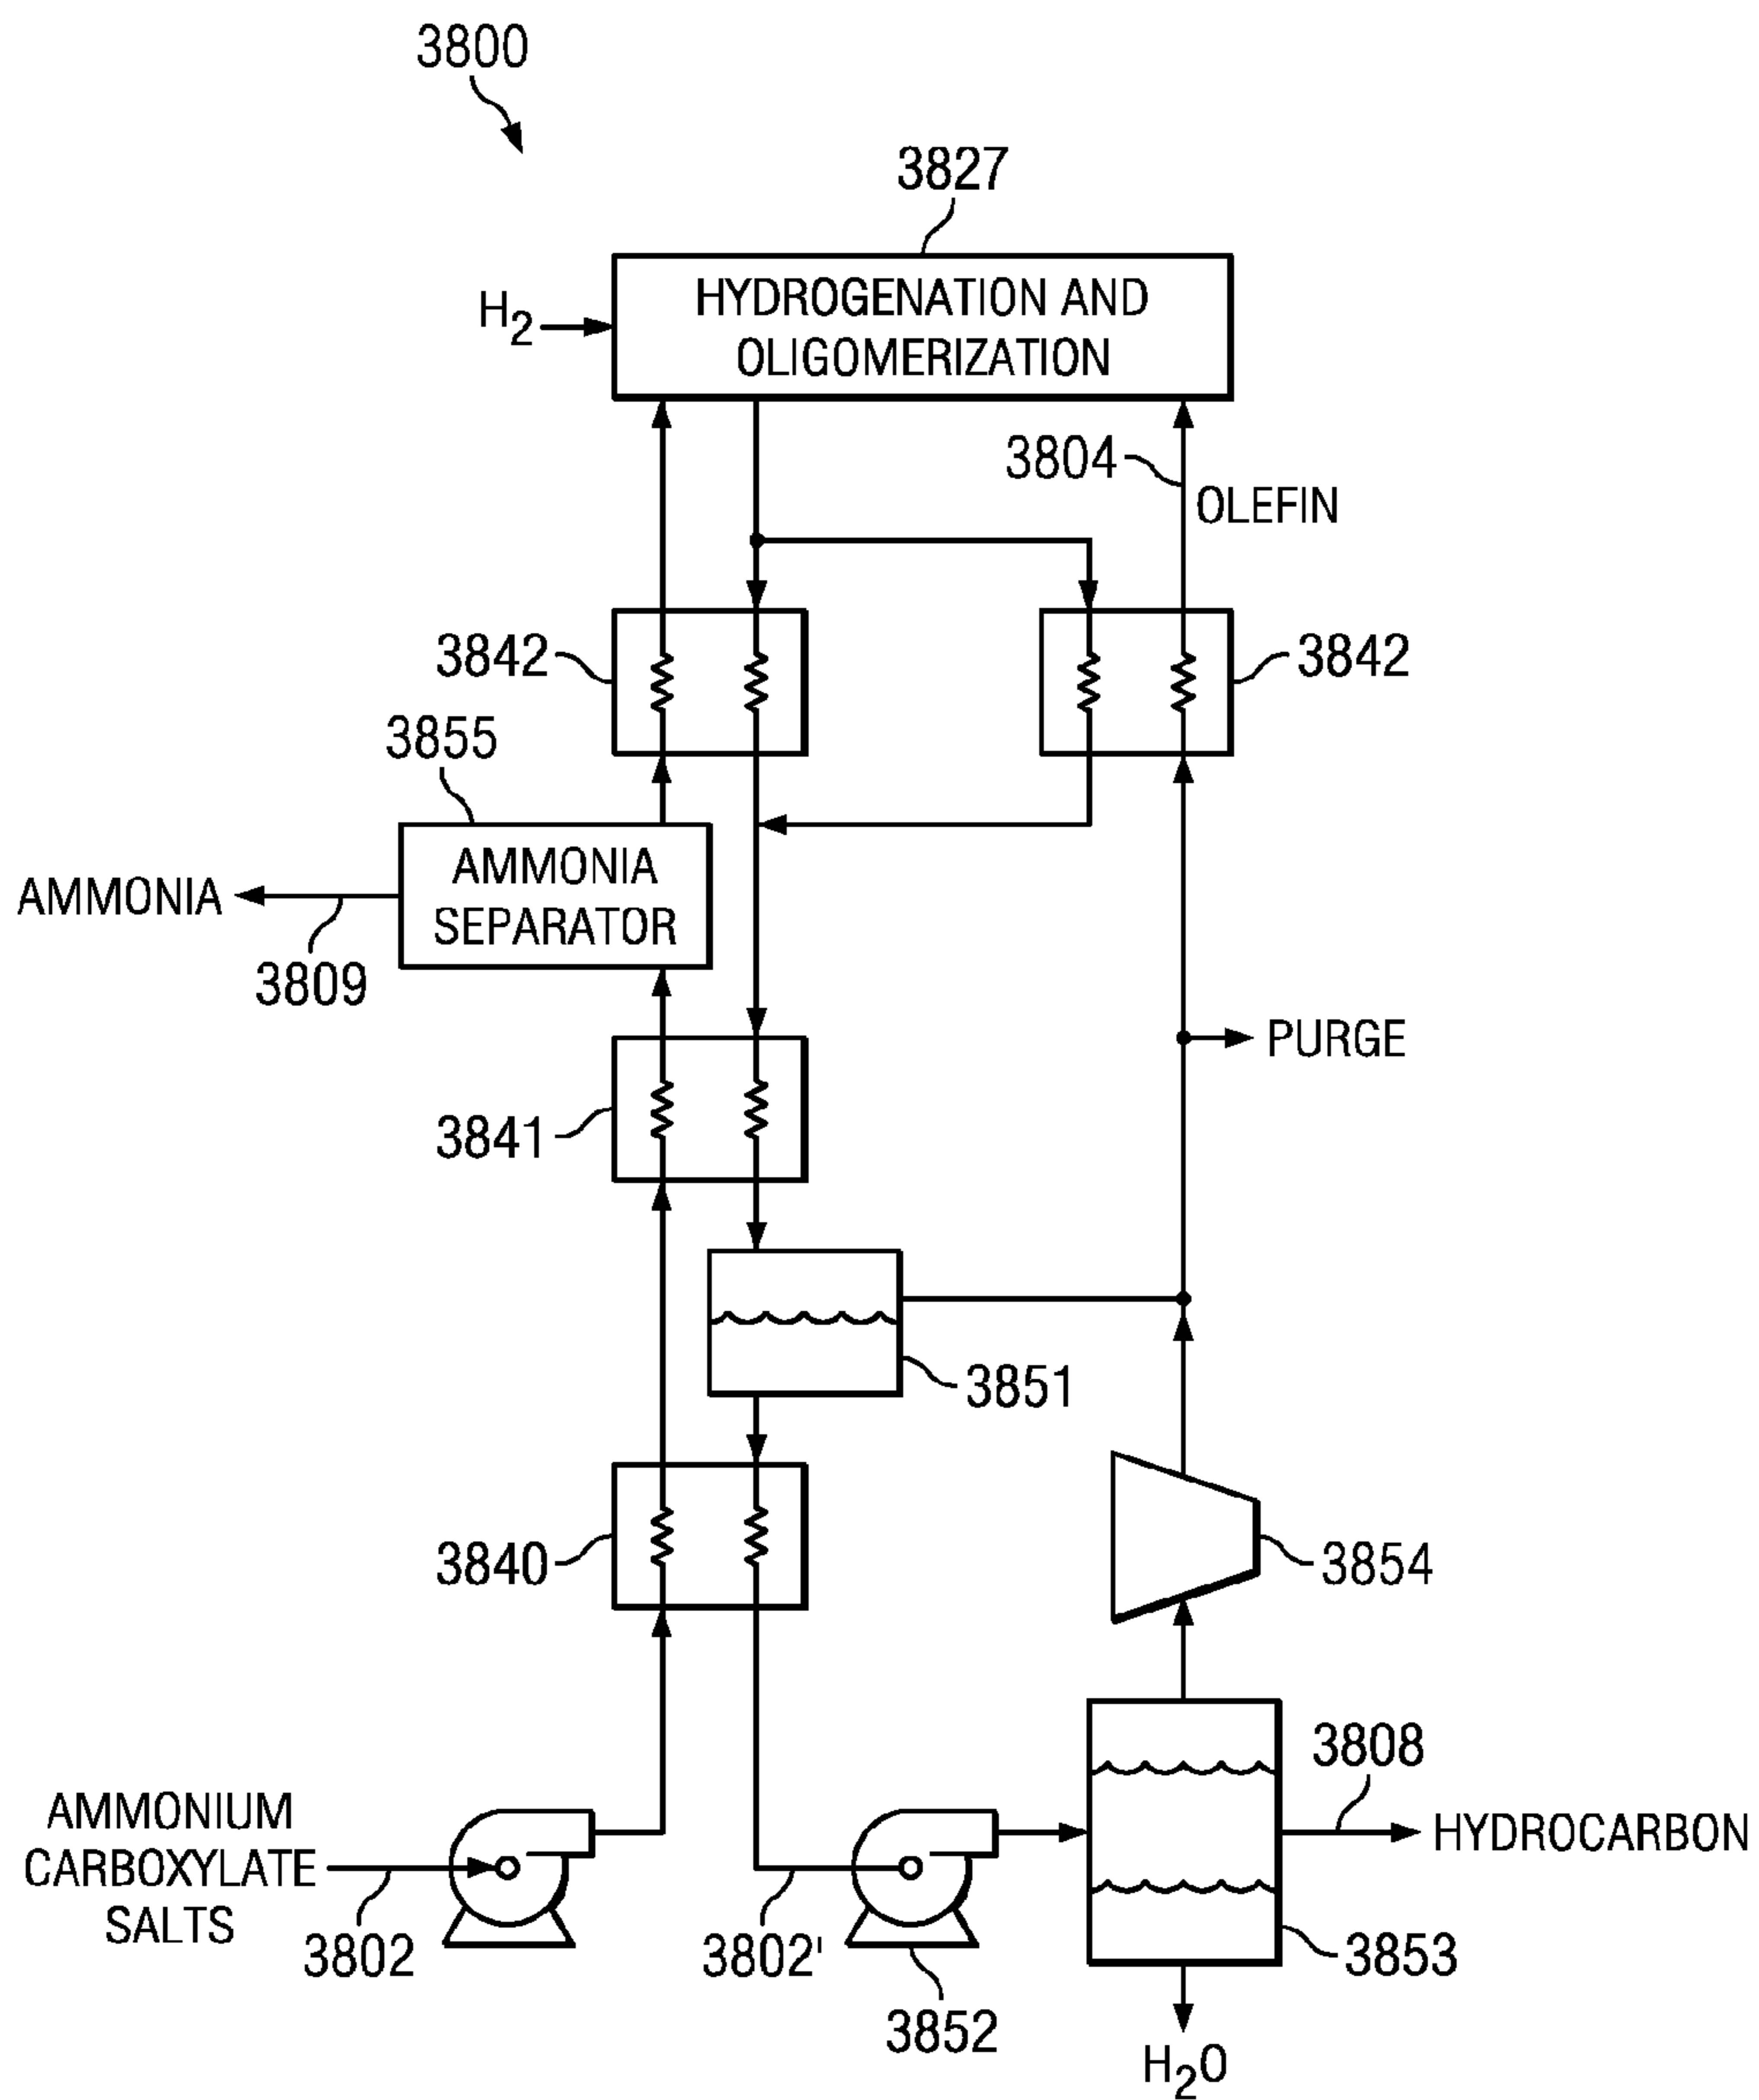 3800
3827
H2
HYDROGENATION AND
OLIGOMERIZATION
3804
OLEFIN
3842
3842
3855
AMMONIA
SEPARATOR
AMMONIA
3809
PURGE
3841
3851
3840
3854
3808
HYDROCARBON
AMMONIUM
CARBOXYLATE
SALTS
3802
3802'
3852
3853
H2O